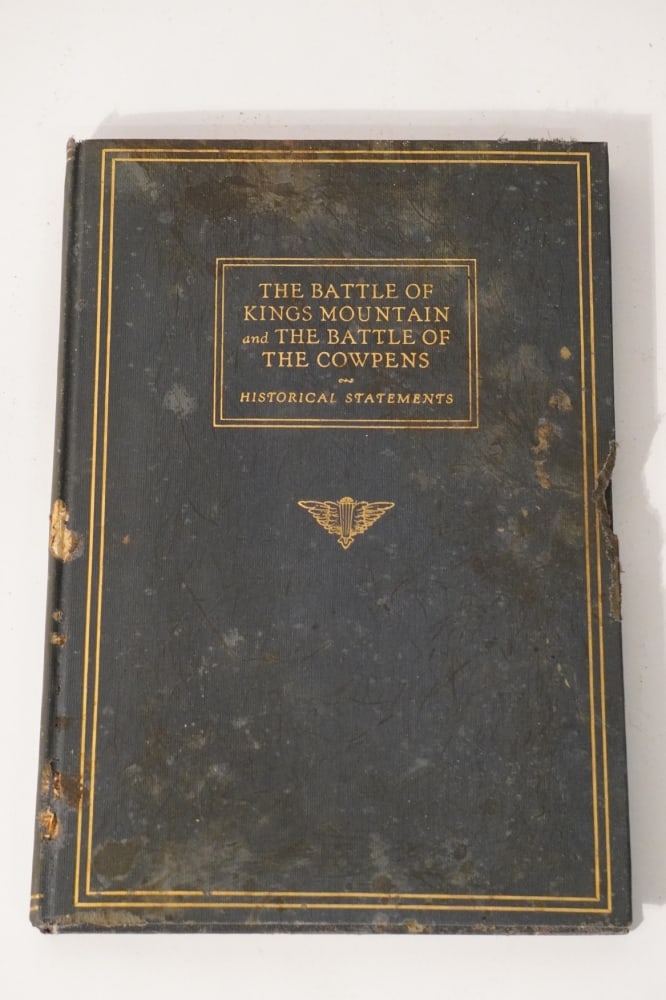 THE BATTLE OF
KINGS MOUNTAIN
and THE BATTLE OF
THE COWPENS
HISTORICAL STATEMENTS